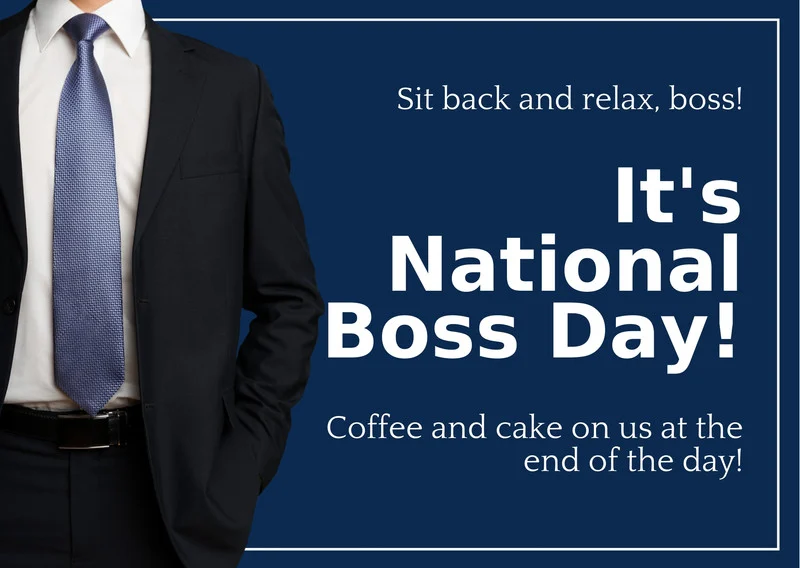 Sit back and relax, boss!
It's
National
Boss Day!
Coffee and cake on us at the
end of the day!